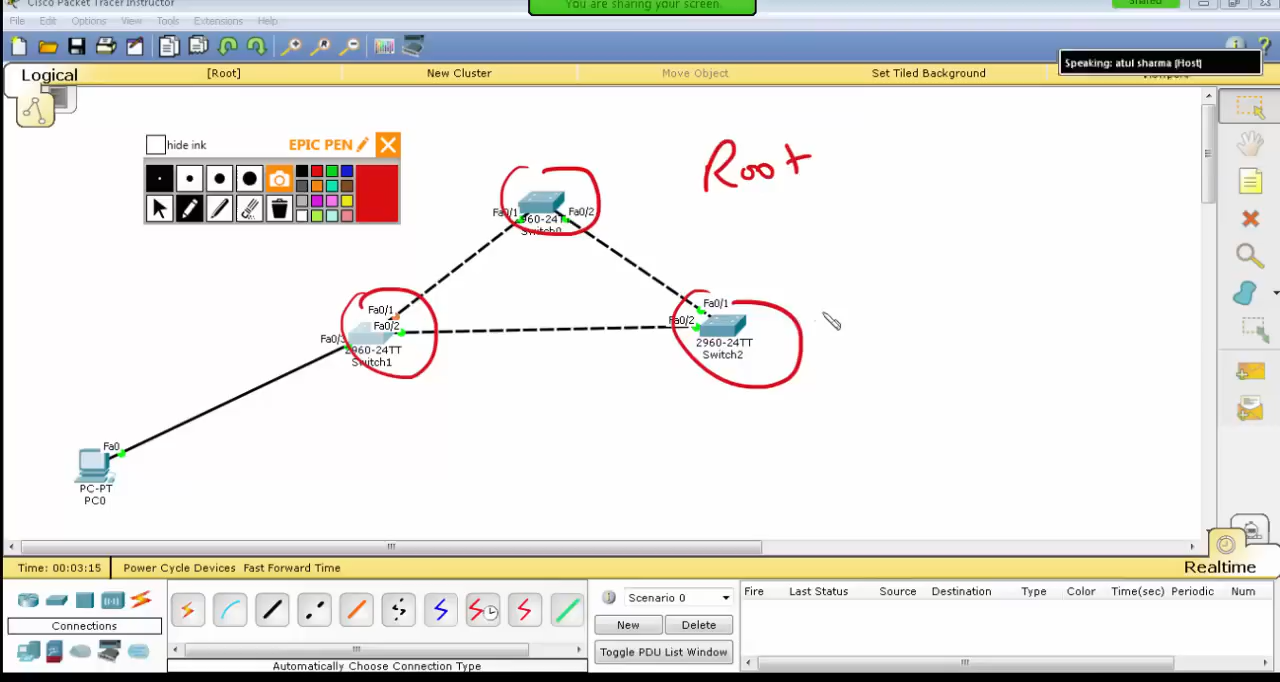 Cisco Packet Tracer Instructor
You are sharing your screen.
Shared
File Edit Options View Tools Extensions Help
Speaking: atul sharma [Host]
Logical
[Root]
New Cluster
Move Object
Set Tiled Background
Viewport
hide ink
EPIC PEN
Root
Fa0/1
Fa0/2
2960-24TT
Switch0
Fa0/1
Fa0/2
Fa0/3
2960-24TT
Switch1
Fa0/1
Fa0/2
2960-24TT
Switch2
Fa0
PC-PT
PC0
Time: 00:03:15
Power Cycle Devices Fast Forward Time
Realtime
Connections
Automatically Choose Connection Type
Scenario 0
New
Delete
Toggle PDU List Window
Fire Last Status Source Destination Type Color Time(sec) Periodic Num